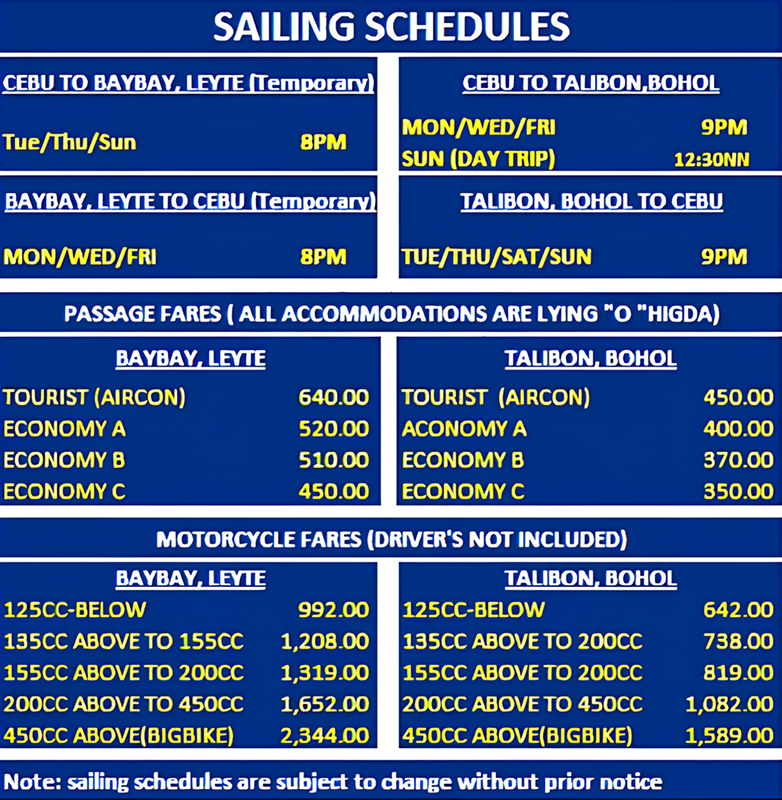 SAILING SCHEDULES
CEBU TO BAYBAY, LEYTE (Temporary)
Tue/Thu/Sun 8PM
CEBU TO TALIBON,BOHOL
MON/WED/FRI 9PM
SUN (DAY TRIP) 12:30NN
BAYBAY, LEYTE TO CEBU (Temporary)
MON/WED/FRI 8PM
TALIBON, BOHOL TO CEBU
TUE/THU/SAT/SUN 9PM
PASSAGE FARES ( ALL ACCOMMODATIONS ARE LYING "O "HIGDA)
BAYBAY, LEYTE
TOURIST (AIRCON) 640.00
ECONOMY A 520.00
ECONOMY B 510.00
ECONOMY C 450.00
TALIBON, BOHOL
TOURIST (AIRCON) 450.00
ACONOMY A 400.00
ECONOMY B 370.00
ECONOMY C 350.00
MOTORCYCLE FARES (DRIVER'S NOT INCLUDED)
BAYBAY, LEYTE
125CC-BELOW 992.00
135CC ABOVE TO 155CC 1,208.00
155CC ABOVE TO 200CC 1,319.00
200CC ABOVE TO 450CC 1,652.00
450CC ABOVE(BIGBIKE) 2,344.00
TALIBON, BOHOL
125CC-BELOW 642.00
135CC ABOVE TO 200CC 738.00
155CC ABOVE TO 200CC 819.00
200CC ABOVE TO 450CC 1,082.00
450CC ABOVE(BIGBIKE) 1,589.00
Note: sailing schedules are subject to change without prior notice